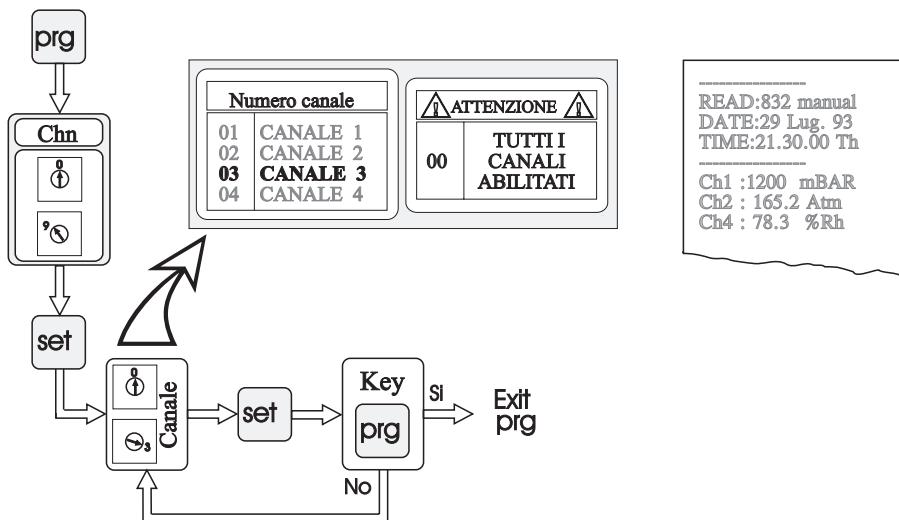 prg
Chn
0
9
set
Numero canale
01 CANALE 1
02 CANALE 2
03 CANALE 3
04 CANALE 4
ATTENZIONE
00 TUTTI I CANALI ABILITATI
--------------------
READ:832 manual
DATE:29 Lug. 93
TIME:21.30.00 Th
--------------------
Ch1 :1200 mBAR
Ch2 : 165.2 Atm
Ch4 : 78.3 %Rh
0
3
Canale
set
Key
prg
Si
No
Exit
prg